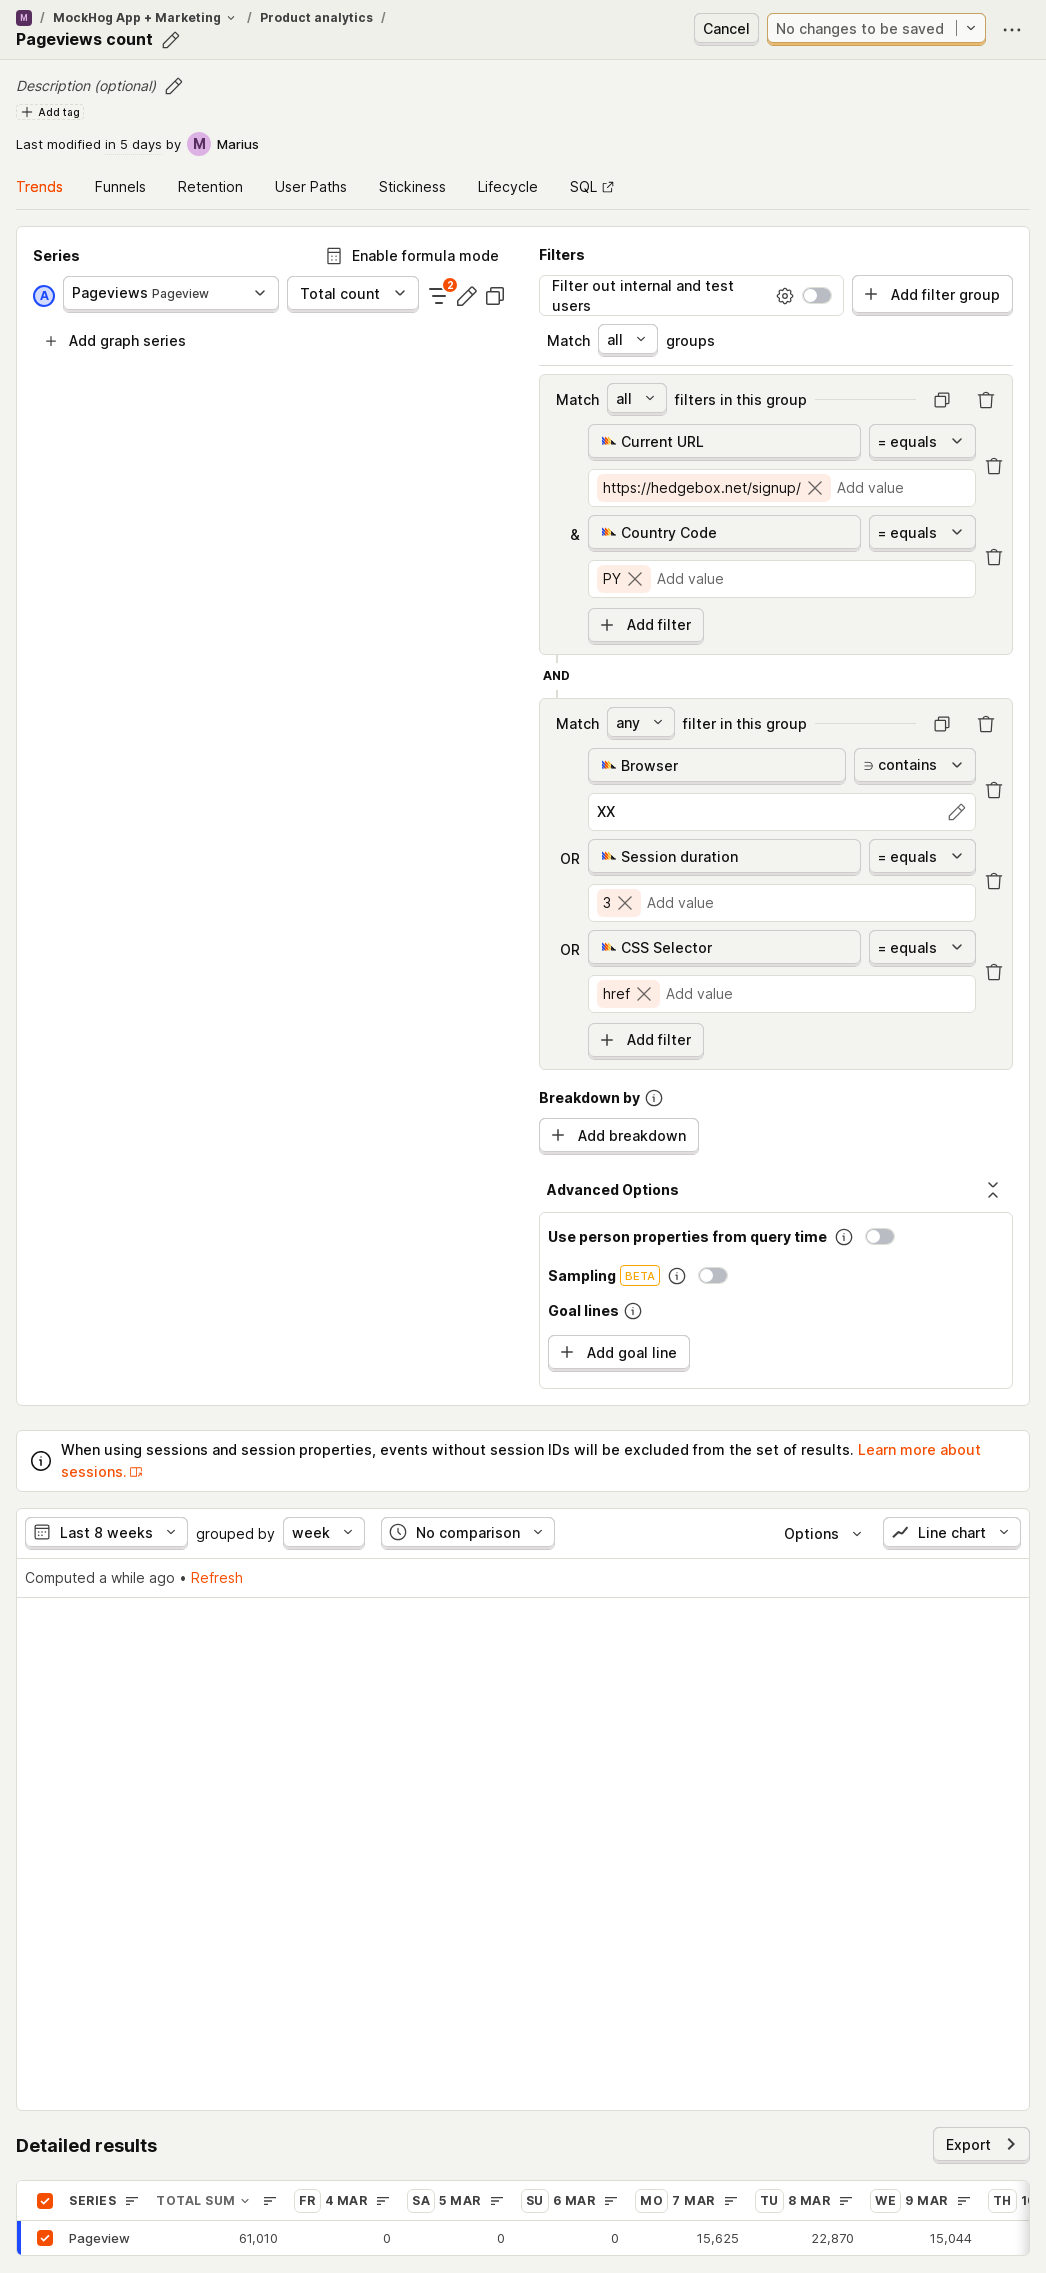 M / MockHog App + Marketing / Product analytics /
Pageviews count
Cancel
No changes to be saved
Description (optional)
Add tag
Last modified in 5 days by M Marius
Trends Funnels Retention User Paths Stickiness Lifecycle SQL
Series
Enable formula mode
A Pageviews Pageview
Total count
2
Add graph series
Filters
Filter out internal and test
users
Add filter group
Match all groups
Match all filters in this group
Current URL
= equals
https://hedgebox.net/signup/ Add value
& Country Code
= equals
PY Add value
Add filter
AND
Match any filter in this group
Browser
∋ contains
XX
OR Session duration
= equals
3 Add value
OR CSS Selector
= equals
href Add value
Add filter
Breakdown by
Add breakdown
Advanced Options
Use person properties from query time
Sampling BETA
Goal lines
Add goal line
When using sessions and session properties, events without session IDs will be excluded from the set of results. Learn more about
sessions.
Last 8 weeks grouped by week No comparison Options Line chart
Computed a while ago • Refresh
Detailed results
Export
SERIES TOTAL SUM FR 4 MAR SA 5 MAR SU 6 MAR MO 7 MAR TU 8 MAR WE 9 MAR TH
Pageview 61,010 0 0 0 15,625 22,870 15,044